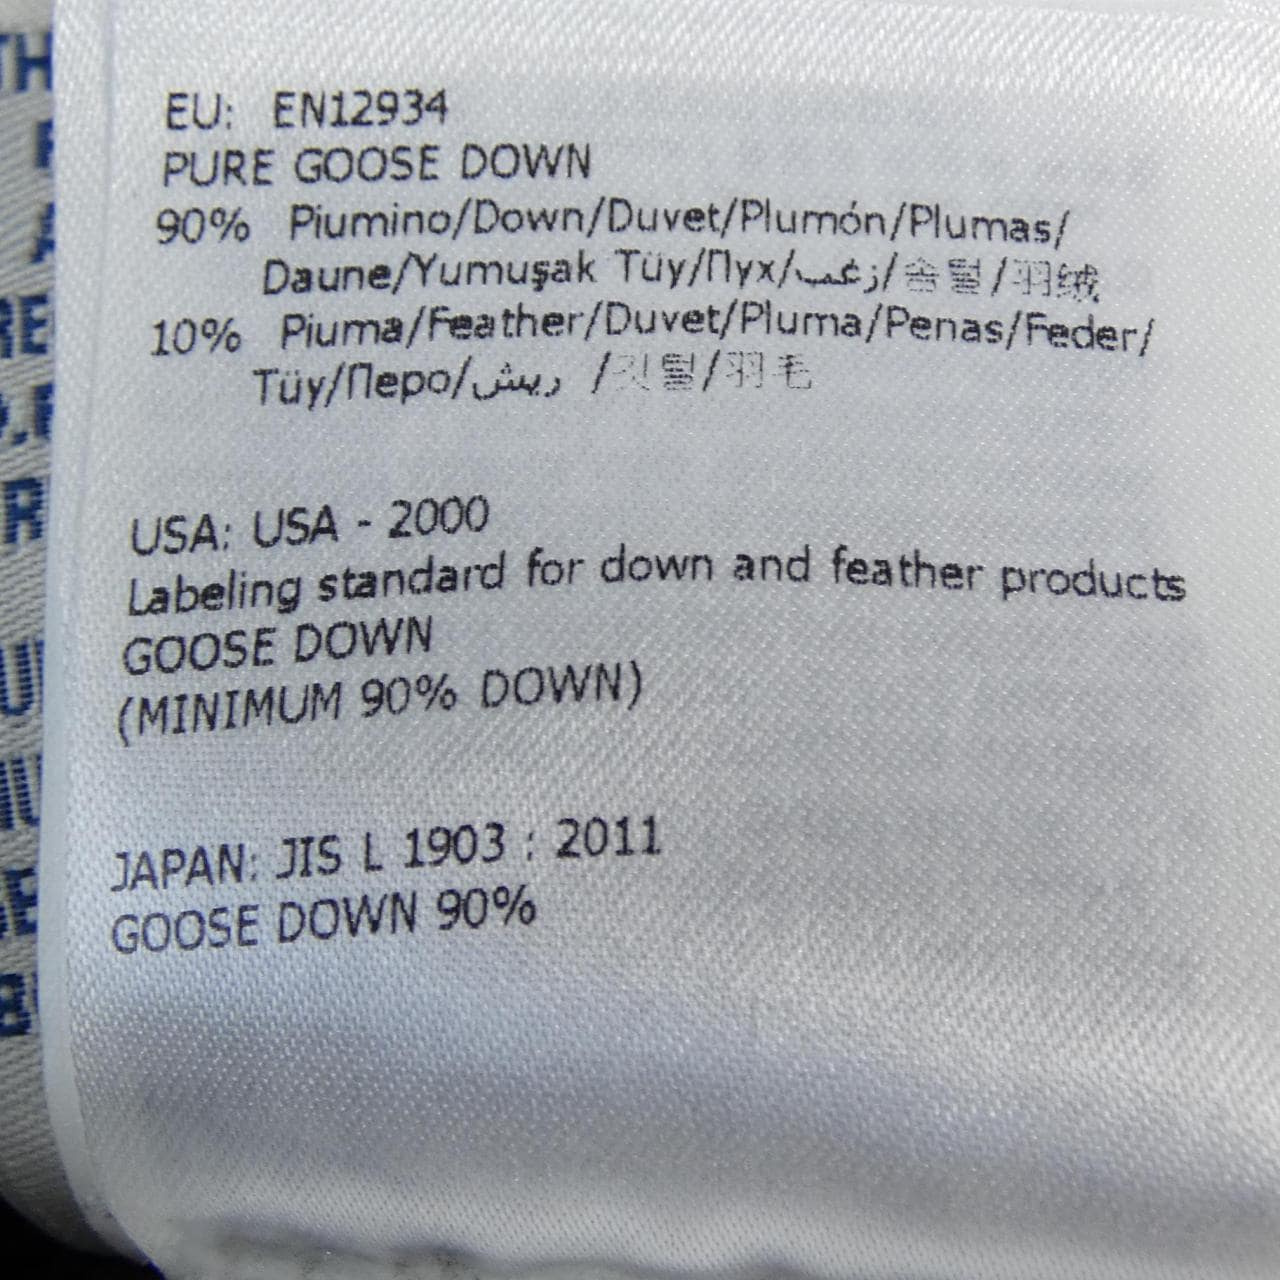 EU: EN12934
PURE GOOSE DOWN
90% Piumino/Down/Duvet/Plumón/Plumas/
Daune/Yumuşak Tüy/Пух/زغب/솜털/羽绒
10% Piuma/Feather/Duvet/Pluma/Penas/Feder/
Tüy/Перо/ريش /깃털/羽毛
USA: USA - 2000
Labeling standard for down and feather products
GOOSE DOWN
(MINIMUM 90% DOWN)
JAPAN: JIS L 1903 : 2011
GOOSE DOWN 90%